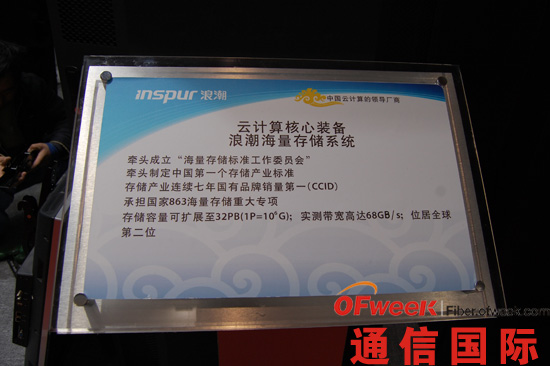 inspur 浪潮
中国云计算的领导厂商
云计算核心装备
浪潮海量存储系统
牵头成立“海量存储标准工作委员会”
牵头制定中国第一个存储产业标准
存储产业连续七年国有品牌销量第一(CCID)
承担国家863海量存储重大专项
存储容量可扩展至32PB(1P=10⁶G)；实测带宽高达68GB/s；位居全球
第二位
OFweek Fiber.ofweek.com
通信国际